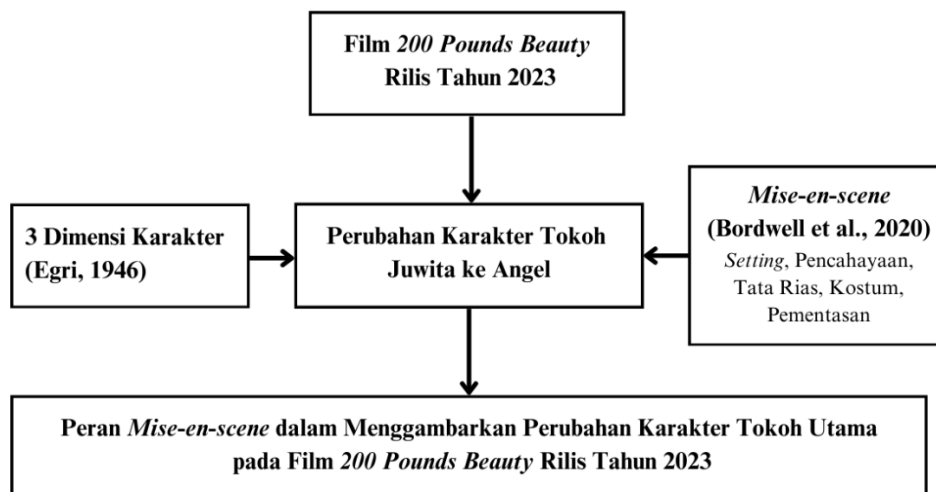 Film 200 Pounds Beauty
Rilis Tahun 2023
3 Dimensi Karakter
(Egri, 1946)
Perubahan Karakter Tokoh
Juwita ke Angel
Mise-en-scene
(Bordwell et al., 2020)
Setting, Pencahayaan,
Tata Rias, Kostum,
Pementasan
Peran Mise-en-scene dalam Menggambarkan Perubahan Karakter Tokoh Utama
pada Film 200 Pounds Beauty Rilis Tahun 2023